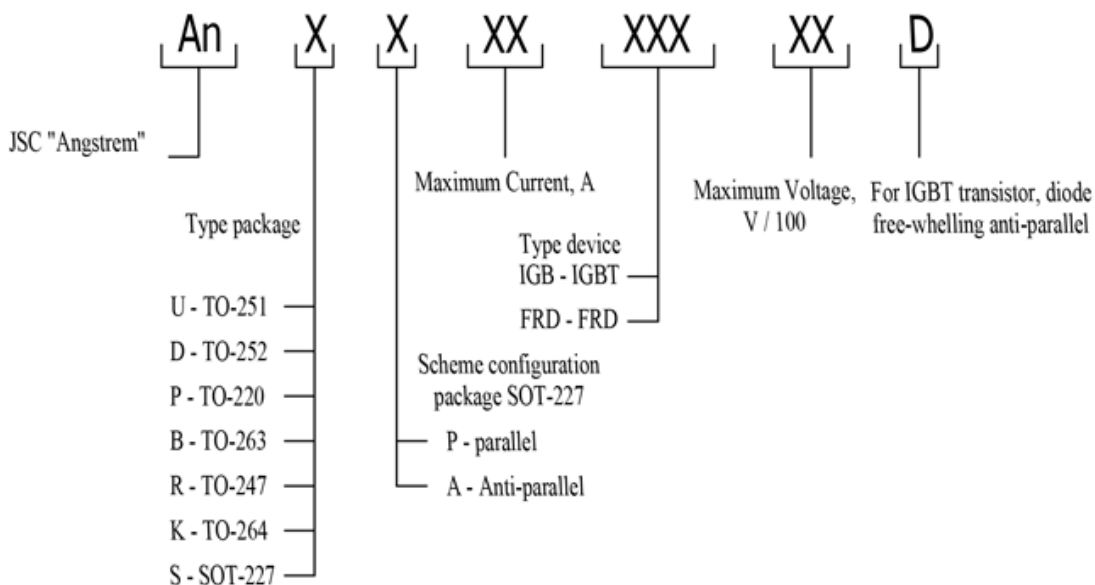 An X X XX XXX XX D
JSC "Angstrem"
Maximum Current, A
Maximum Voltage,
V / 100
For IGBT transistor, diode
free-whelling anti-parallel
Type package
Type device
IGB - IGBT
FRD - FRD
U - TO-251
D - TO-252
P - TO-220
B - TO-263
R - TO-247
K - TO-264
S - SOT-227
Scheme configuration
package SOT-227
P - parallel
A - Anti-parallel